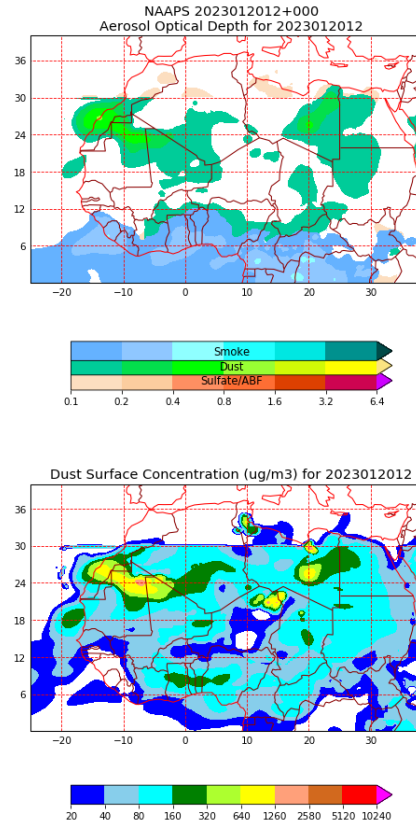 NAAPS 2023012012+000
Aerosol Optical Depth for 2023012012
36
30
24
18
12
6
−20 −10 0 10 20 30
Smoke
Dust
Sulfate/ABF
0.1 0.2 0.4 0.8 1.6 3.2 6.4
Dust Surface Concentration (ug/m3) for 2023012012
36
30
24
18
12
6
−20 −10 0 10 20 30
20 40 80 160 320 640 1260 2580 5120 10240